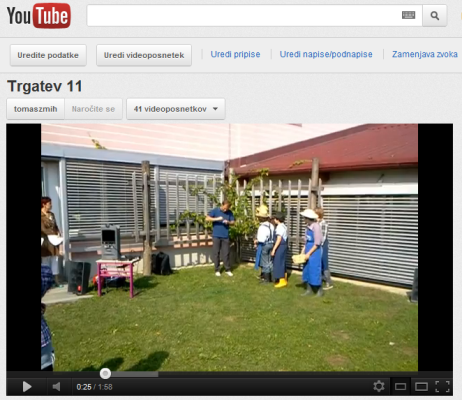 YouTube
Uredite podatke Uredi videoposnetek Uredi pripise Uredi napise/podnapise Zamenjava zvoka
Trgatev 11
tomaszmih Naročite se 41 videoposnetkov
0:25 / 1:58